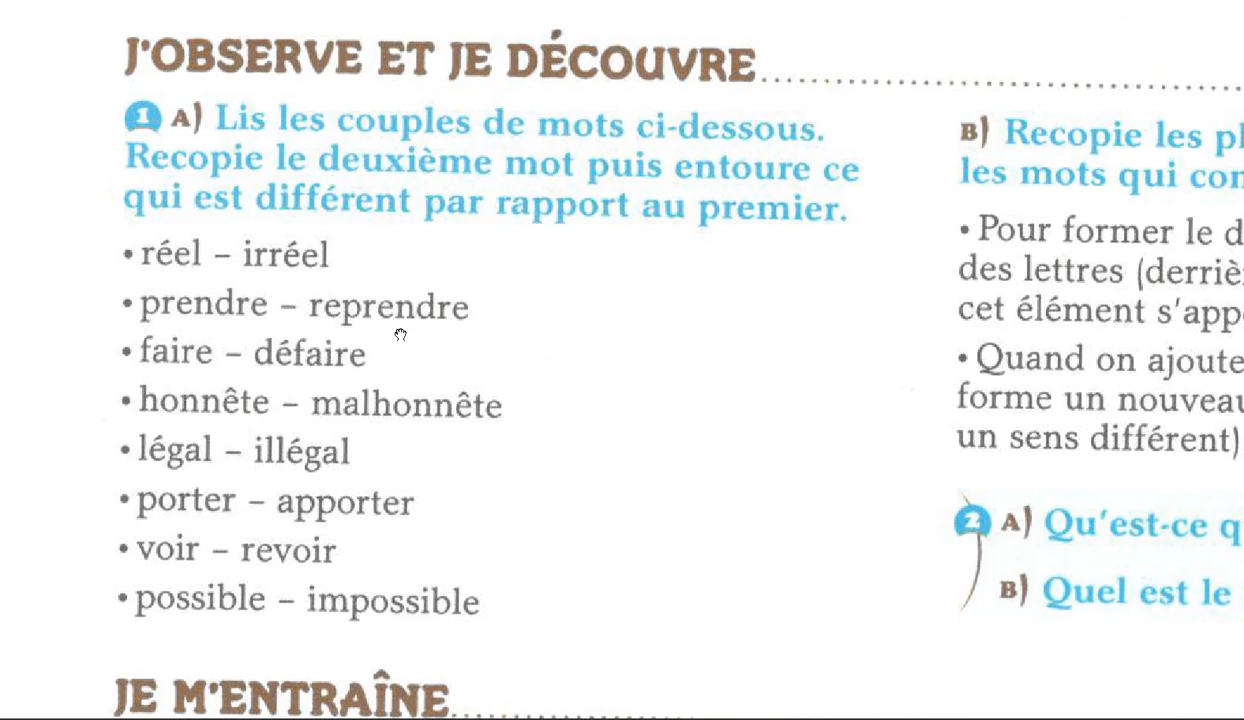 J'OBSERVE ET JE DÉCOUVRE
1 A) Lis les couples de mots ci-dessous.
Recopie le deuxième mot puis entoure ce
qui est différent par rapport au premier.
• réel – irréel
• prendre – reprendre
• faire – défaire
• honnête – malhonnête
• légal – illégal
• porter – apporter
• voir – revoir
• possible – impossible
B) Recopie les
les mots qui
• Pour former le
des lettres
cet élément
• Quand on ajoute
forme un
un sens différent)
2 A) Qu'est-ce
B) Quel est le
JE M'ENTRAÎNE